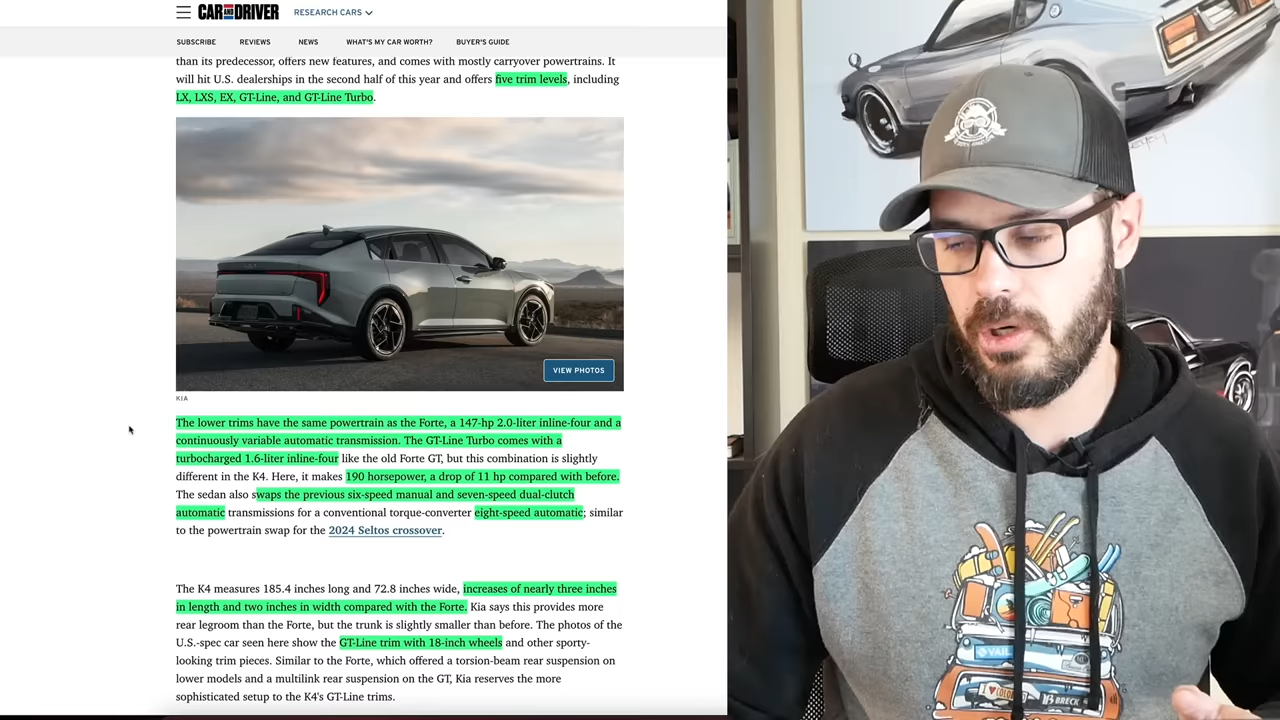 CAR AND DRIVER
RESEARCH CARS
SUBSCRIBE
REVIEWS
NEWS
WHAT'S MY CAR WORTH?
BUYER'S GUIDE
than its predecessor, offers new features, and comes with mostly carryover powertrains. It
will hit U.S. dealerships in the second half of this year and offers five trim levels, including
LX, LXS, EX, GT-Line, and GT-Line Turbo.
VIEW PHOTOS
KIA
The lower trims have the same powertrain as the Forte, a 147-hp 2.0-liter inline-four and a
continuously variable automatic transmission. The GT-Line Turbo comes with a
turbocharged 1.6-liter inline-four like the old Forte GT, but this combination is slightly
different in the K4. Here, it makes 190 horsepower, a drop of 11 hp compared with before.
The sedan also swaps the previous six-speed manual and seven-speed dual-clutch
automatic transmissions for a conventional torque-converter eight-speed automatic; similar
to the powertrain swap for the 2024 Seltos crossover.
The K4 measures 185.4 inches long and 72.8 inches wide, increases of nearly three inches
in length and two inches in width compared with the Forte. Kia says this provides more
rear legroom than the Forte, but the trunk is slightly smaller than before. The photos of the
U.S.-spec car seen here show the GT-Line trim with 18-inch wheels and other sporty-
looking trim pieces. Similar to the Forte, which offered a torsion-beam rear suspension on
lower models and a multilink rear suspension on the GT, Kia reserves the more
sophisticated setup to the K4's GT-Line trims.
VAIL
BRECK